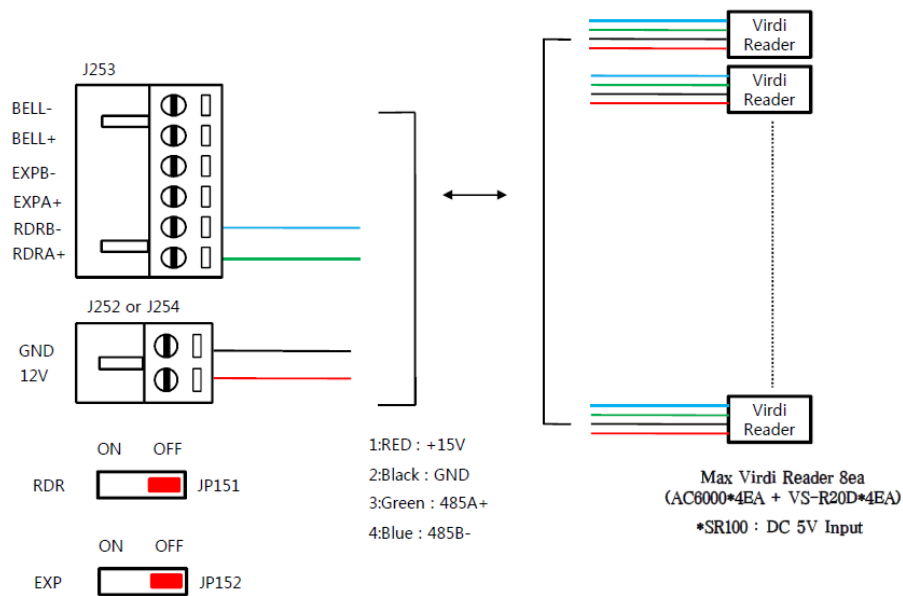 J253
BELL-
BELL+
EXPB-
EXPA+
RDRB-
RDRA+
J252 or J254
GND
12V
ON OFF
RDR JP151
ON OFF
EXP JP152
1:RED : +15V
2:Black : GND
3:Green : 485A+
4:Blue : 485B-
Virdi
Reader
Virdi
Reader
Virdi
Reader
Max Virdi Reader 8ea
(AC6000*4EA + VS-R20D*4EA)
*SR100 : DC 5V Input